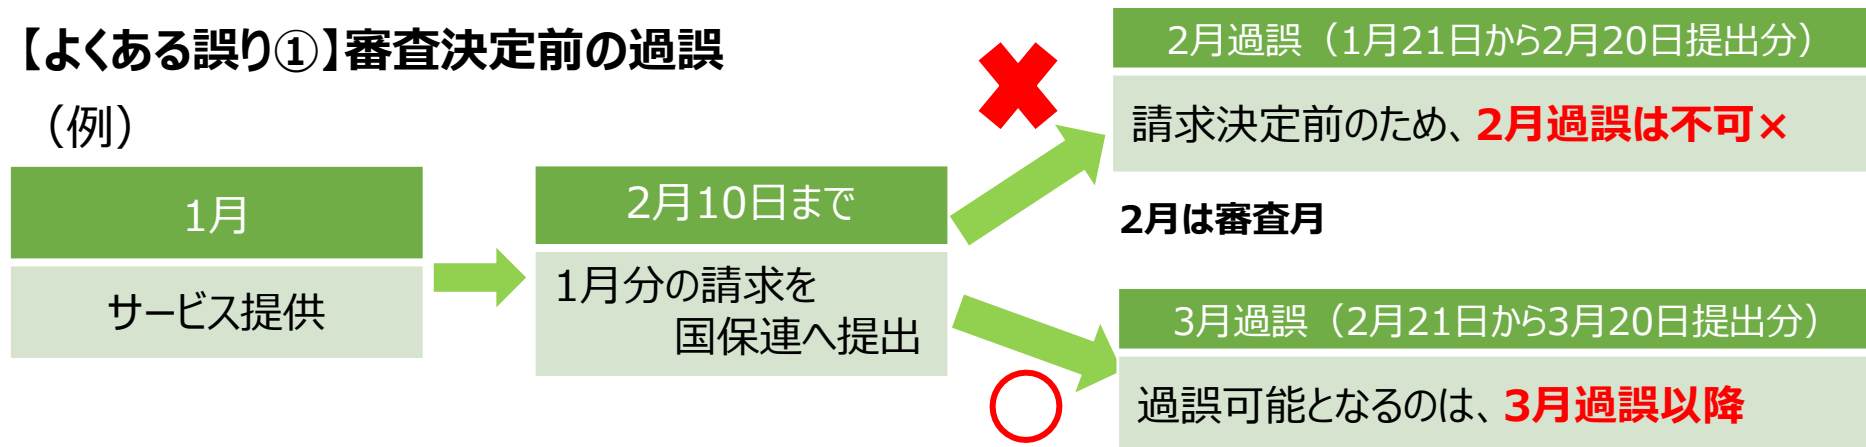 【よくある誤り①】審査決定前の過誤
（例）
1月
サービス提供
2月10日まで
1月分の請求を
国保連へ提出
2月過誤（1月21日から2月20日提出分）
請求決定前のため、2月過誤は不可×
2月は審査月
3月過誤（2月21日から3月20日提出分）
過誤可能となるのは、3月過誤以降